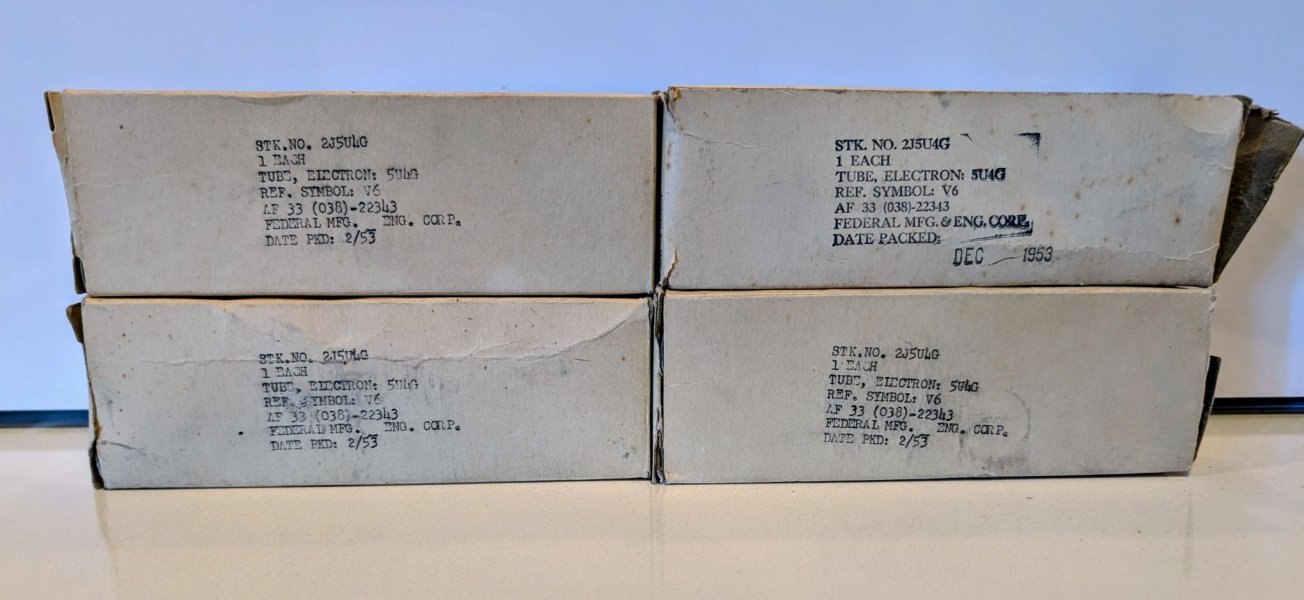 STK.NO. 2J5U4G
1 EACH
TUBE, ELECTRON: 5U4G
REF. SYMBOL: V6
AF 33 (038)-22343
FEDERAL MFG. ENG. CORP.
DATE PKD: 2/53
STK. NO. 2J5U4G
1 EACH
TUBE, ELECTRON: 5U4G
REF. SYMBOL: V6
AF 33 (038)-22343
FEDERAL MFG. & ENG. CORP.
DATE PACKED:
DEC 1953
STK.NO. 2J5U4G
1 EACH
TUBE, ELECTRON: 5U4G
REF. SYMBOL: V6
AF 33 (038)-22343
FEDERAL MFG. ENG. CORP.
DATE PKD: 2/53
STK.NO. 2J5U4G
1 EACH
TUBE, ELECTRON: 5U4G
REF. SYMBOL: V6
AF 33 (038)-22343
FEDERAL MFG. ENG. CORP.
DATE PKD: 2/53